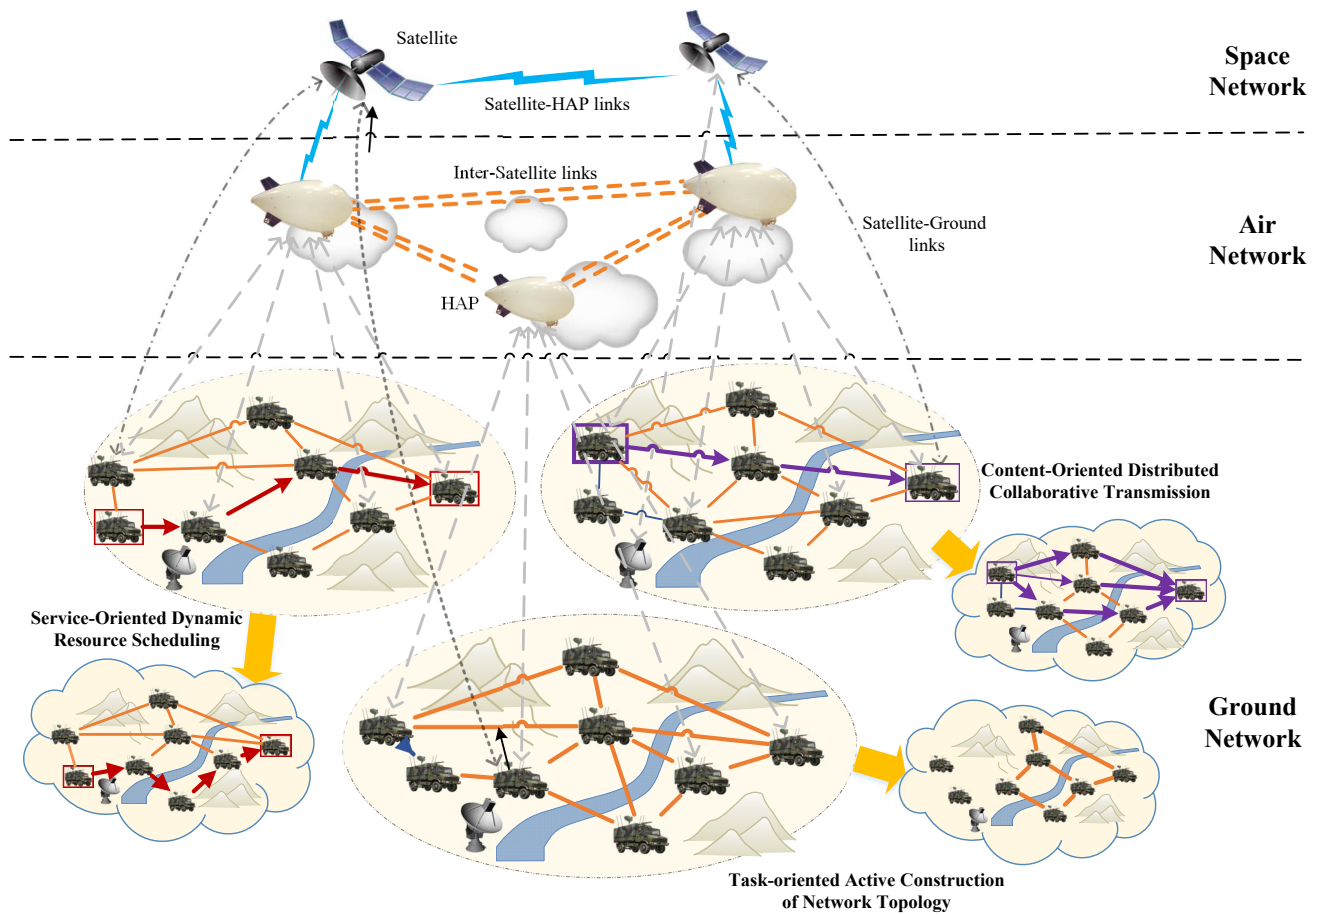 Satellite
Space
Network
Satellite-HAP links
Inter-Satellite links
Satellite-Ground
links
Air
Network
HAP
Content-Oriented Distributed
Collaborative Transmission
Service-Oriented Dynamic
Resource Scheduling
Ground
Network
Task-oriented Active Construction
of Network Topology